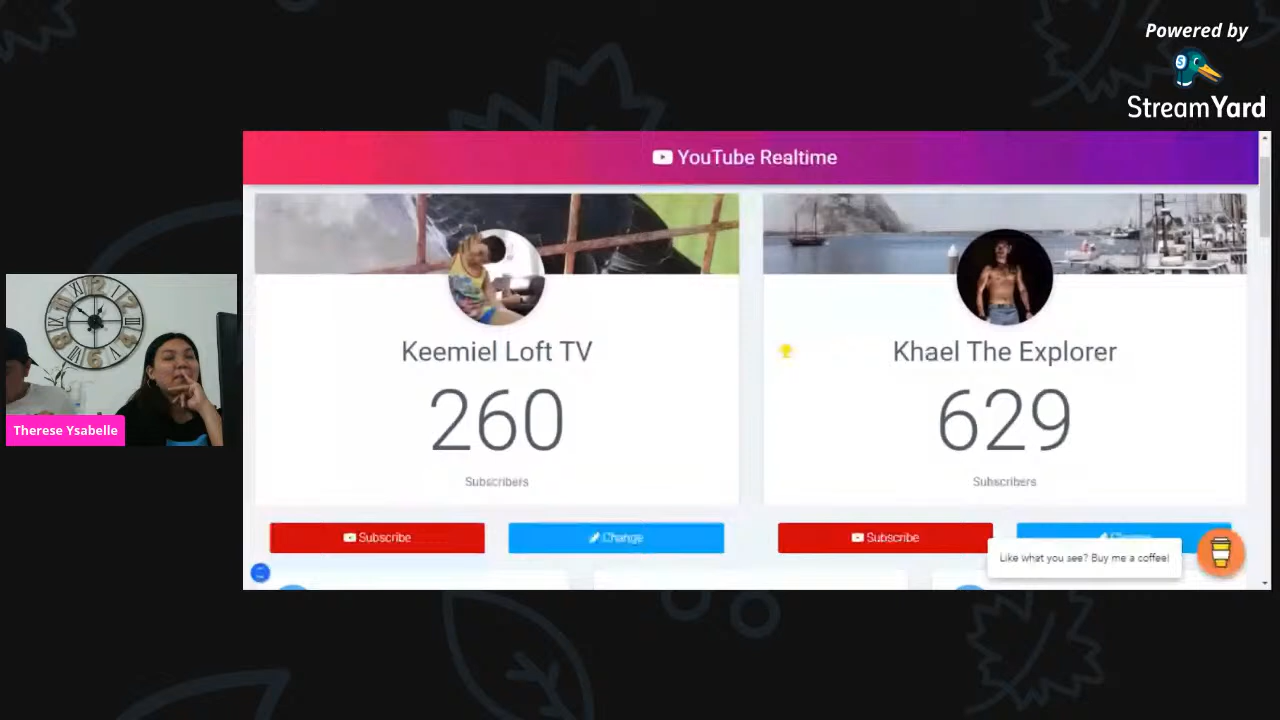 Powered by
StreamYard
YouTube Realtime
Keemiel Loft TV
260
Subscribers
Subscribe
Change
Khael The Explorer
629
Subscribers
Subscribe
Like what you see? Buy me a coffee!
Therese Ysabelle